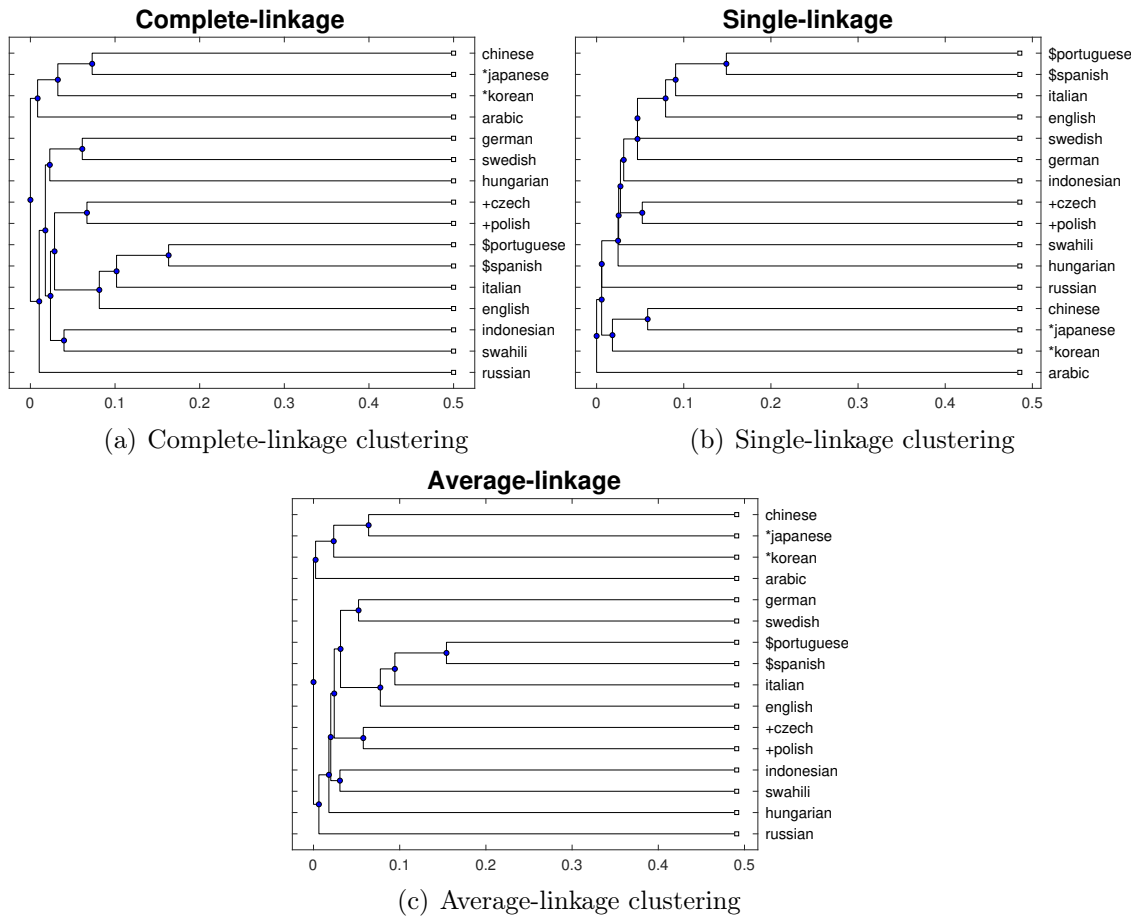 Complete-linkage
chinese
*japanese
*korean
arabic
german
swedish
hungarian
+czech
+polish
$portuguese
$spanish
italian
english
indonesian
swahili
russian
0 0.1 0.2 0.3 0.4 0.5
(a) Complete-linkage clustering
Single-linkage
$portuguese
$spanish
italian
english
swedish
german
indonesian
+czech
+polish
swahili
hungarian
russian
chinese
*japanese
*korean
arabic
0 0.1 0.2 0.3 0.4 0.5
(b) Single-linkage clustering
Average-linkage
chinese
*japanese
*korean
arabic
german
swedish
$portuguese
$spanish
italian
english
+czech
+polish
indonesian
swahili
hungarian
russian
0 0.1 0.2 0.3 0.4 0.5
(c) Average-linkage clustering